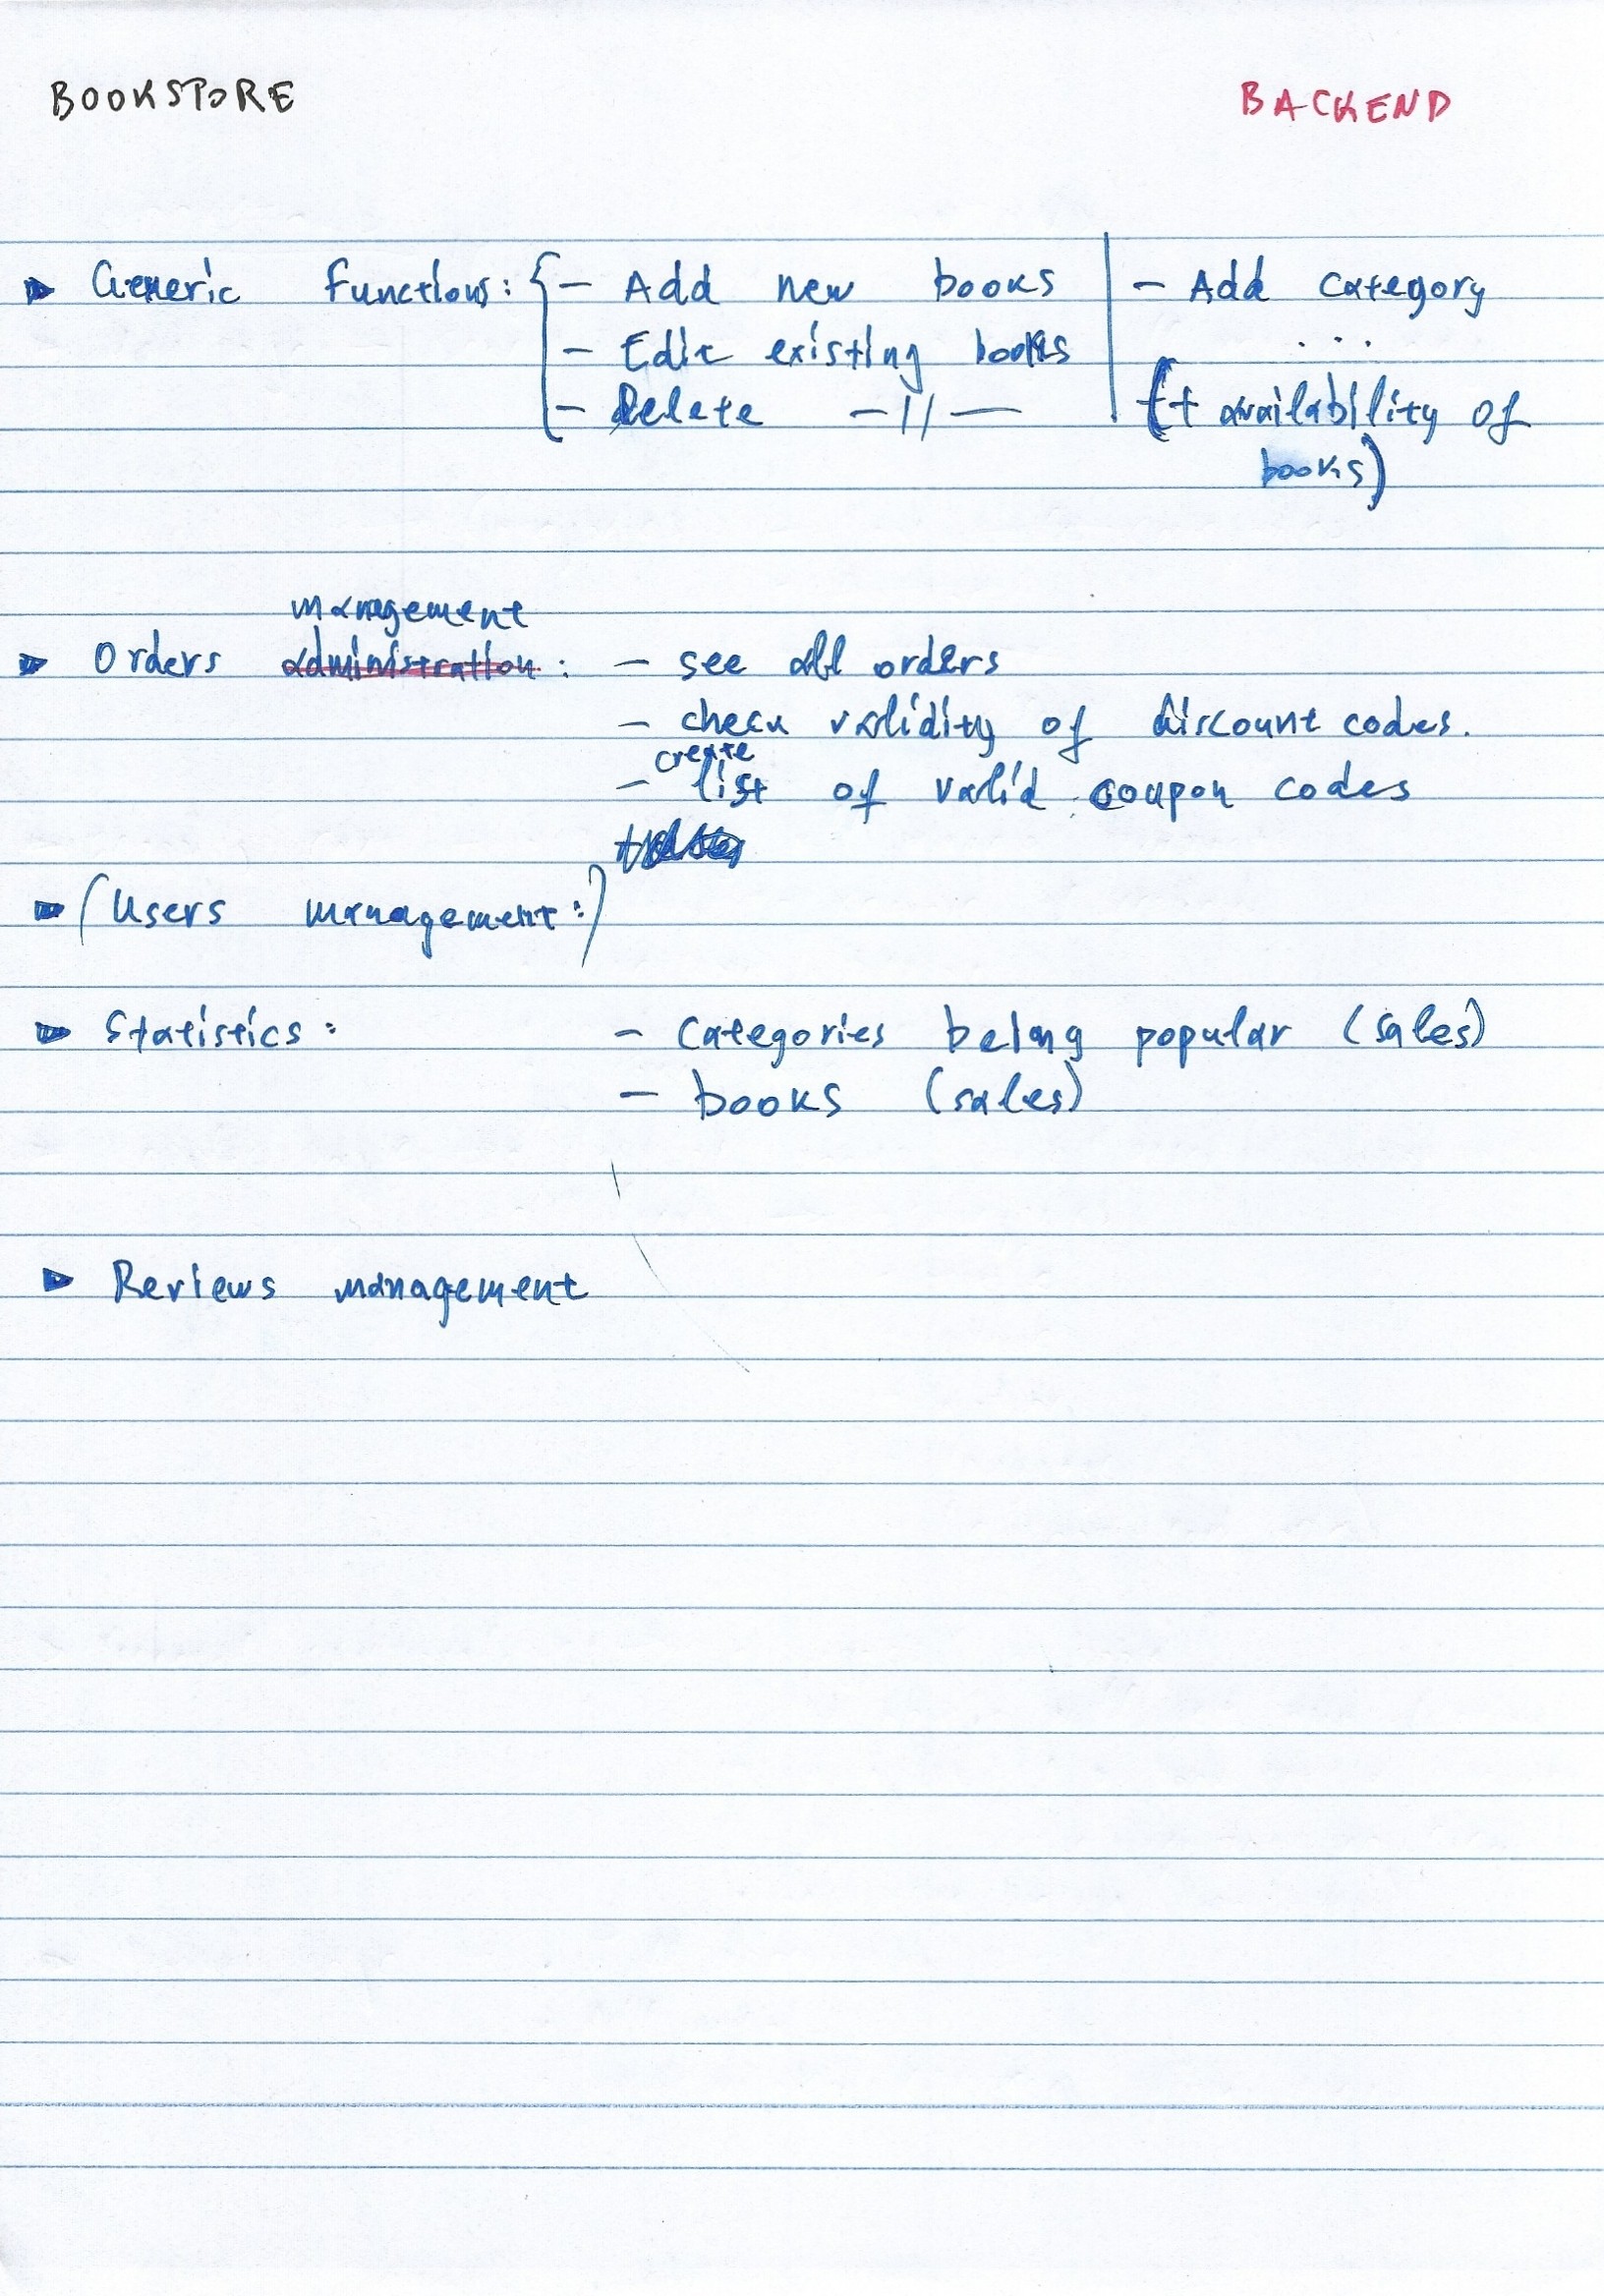 BOOKSTORE BACKEND
Generic functions: { - Add new books | - Add category
- Edit existing books ...
- Delete -//- (+ availability of
books)
management
Orders administration: - see all orders
- check validity of discount codes.
create
- list of valid coupon codes
(Users management:)
Statistics: - categories being popular (sales)
- books (sales)
Reviews management